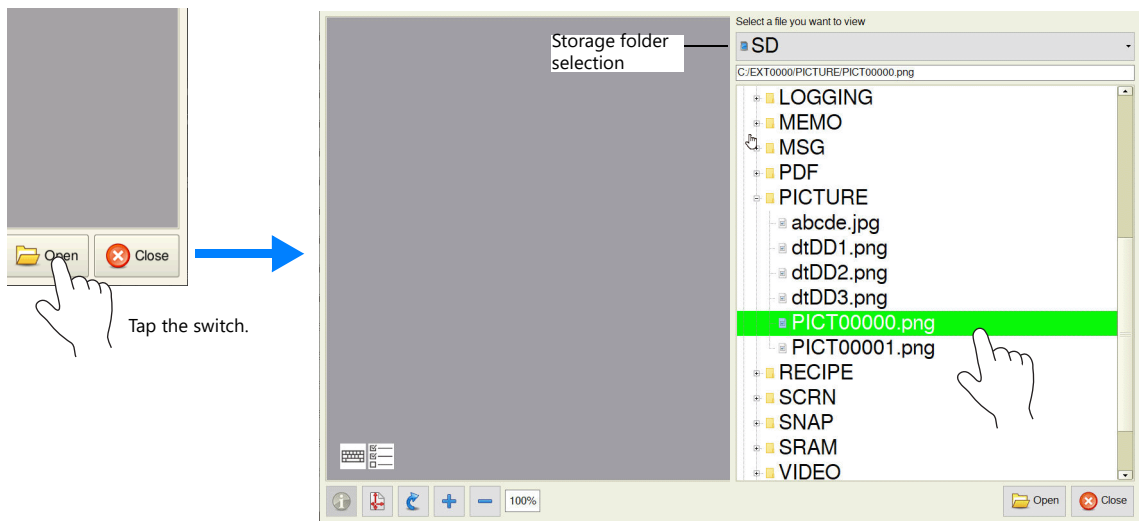 Open
Close
Tap the switch.
Storage folder
selection
Select a file you want to view
SD
C:/EXT0000/PICTURE/PICT00000.png
LOGGING
MEMO
MSG
PDF
PICTURE
abcde.jpg
dtDD1.png
dtDD2.png
dtDD3.png
PICT00000.png
PICT00001.png
RECIPE
SCRN
SNAP
SRAM
VIDEO
100%
Open
Close